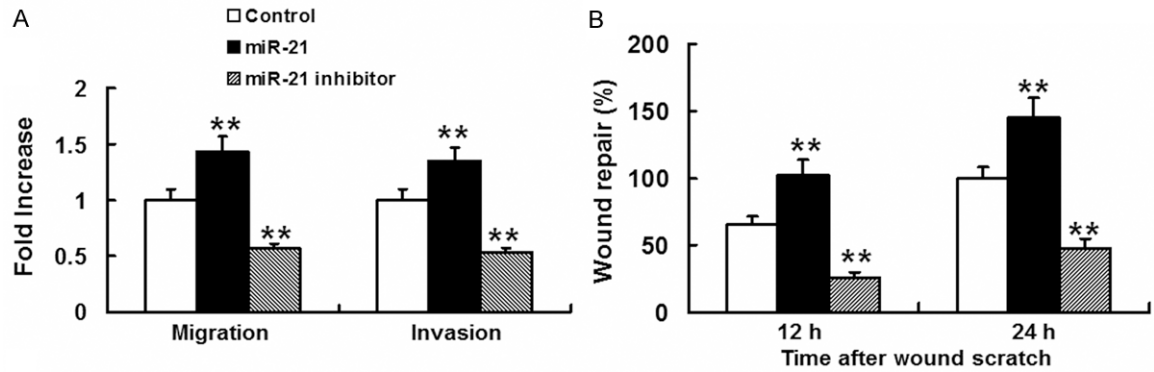 A
Control
miR-21
miR-21 inhibitor
Fold Increase
2
1.5
1
0.5
0
**
**
**
**
Migration
Invasion
B
Wound repair (%)
200
150
100
50
0
**
**
**
**
12 h
24 h
Time after wound scratch